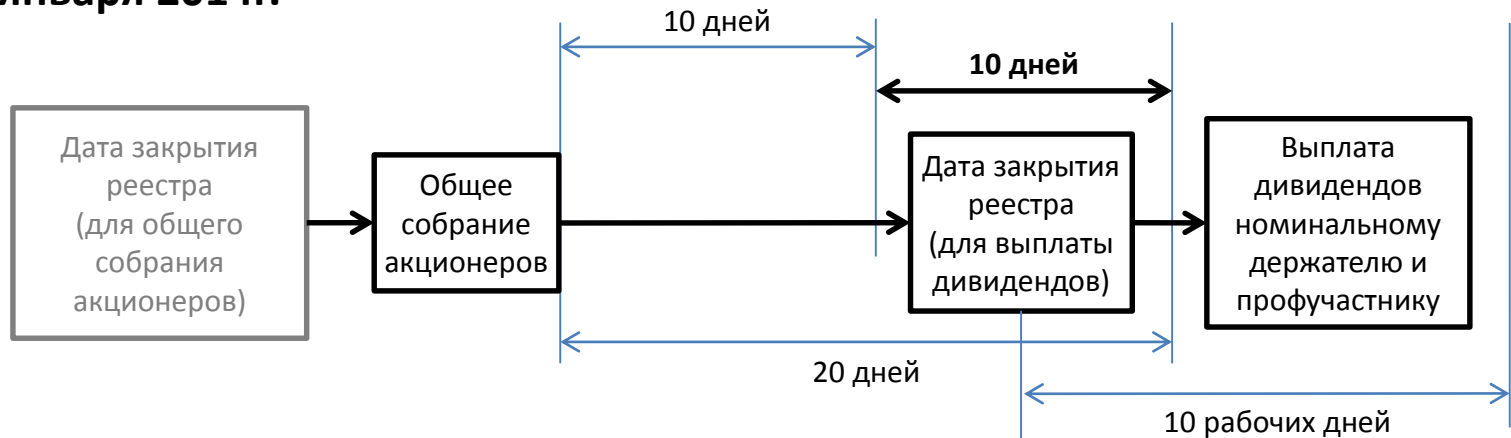 10 дней
10 дней
Дата закрытия
реестра
(для общего
собрания
акционеров)
Общее
собрание
акционеров
Дата закрытия
реестра
(для выплаты
дивидендов)
Выплата
дивидендов
номинальному
держателю и
профучастнику
20 дней
10 рабочих дней